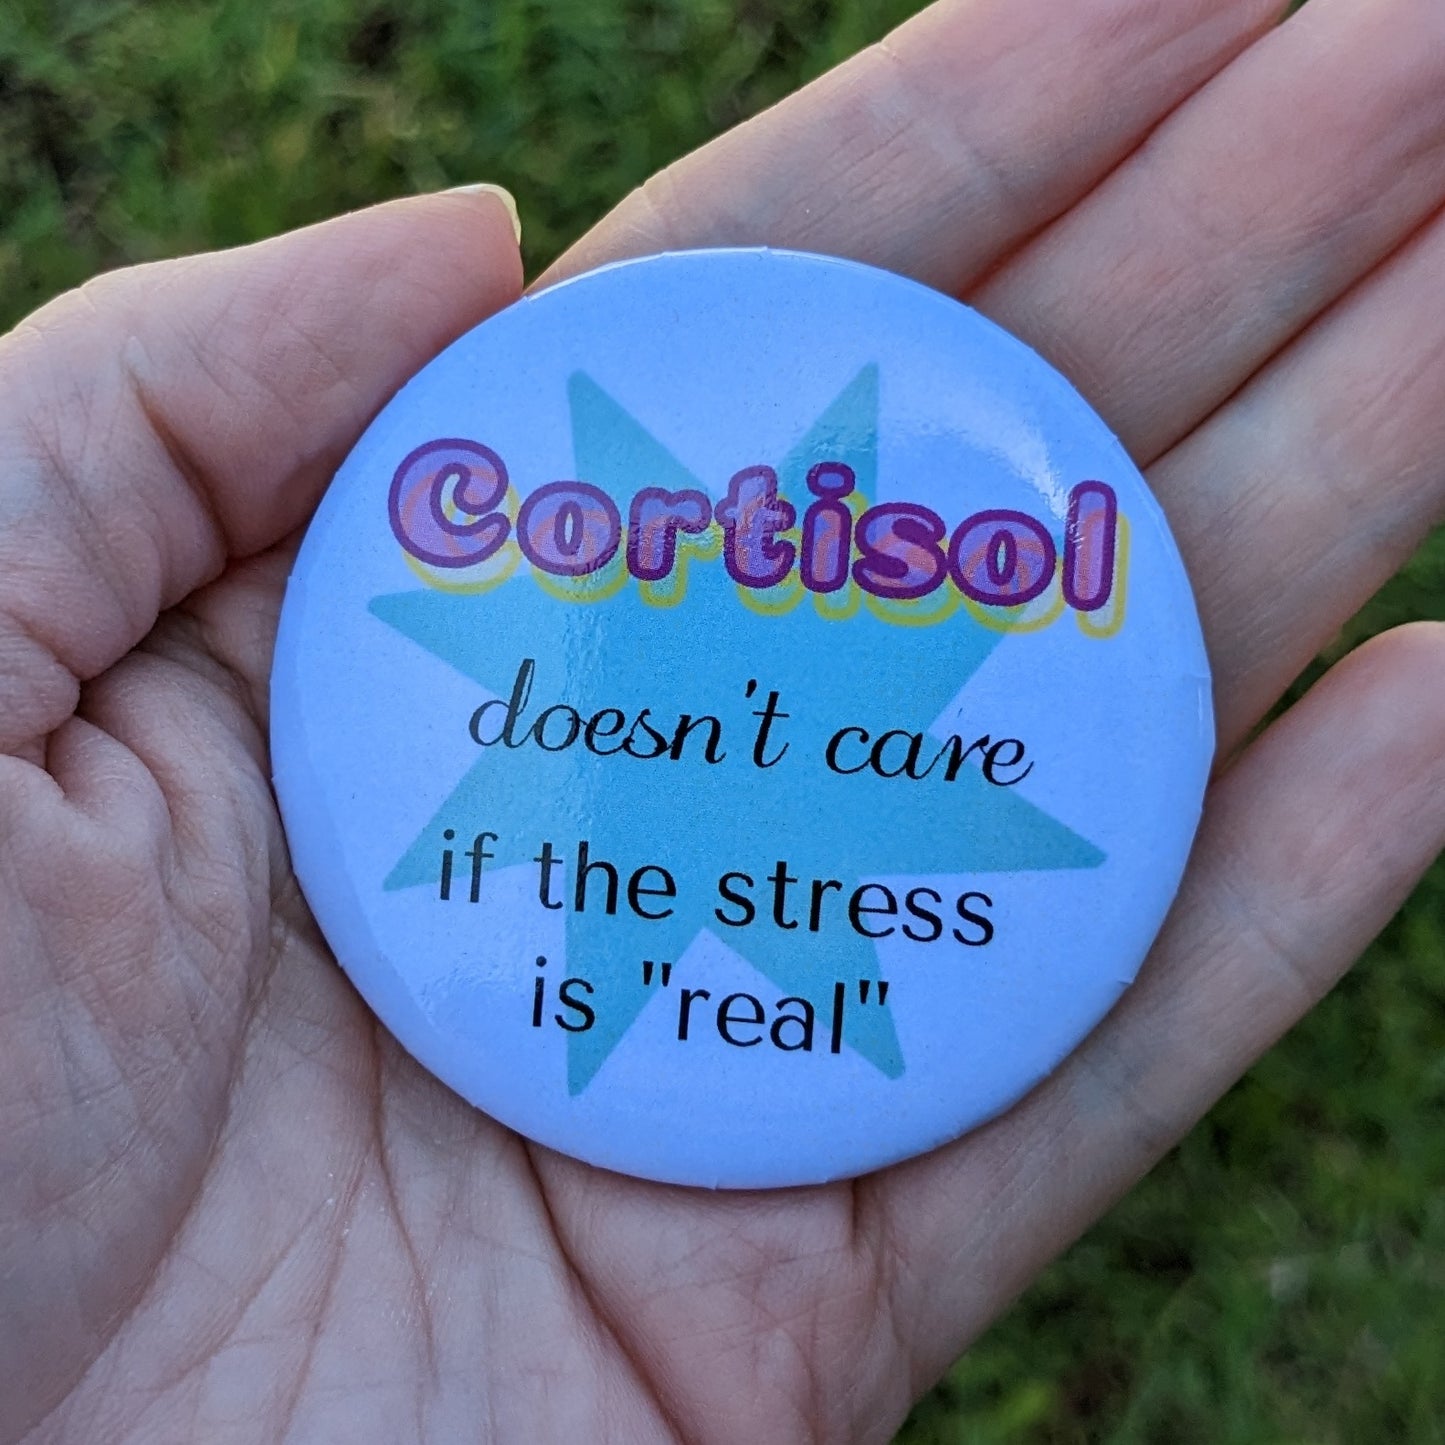 Cortisol
doesn't care
if the stress
is "real"